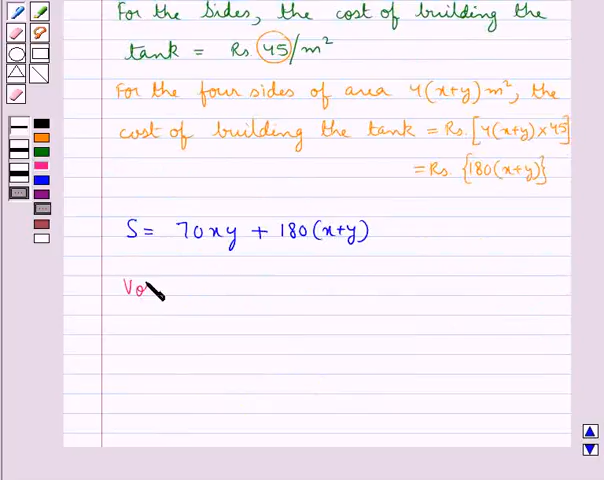 For the Sides, the cost of building the
tank = Rs. 45/m²
For the four sides of area 4(x+y)m², the
cost of building the tank = Rs. [4(x+y)×45]
= Rs. {180(x+y)}
S = 70xy + 180(x+y)
Vo